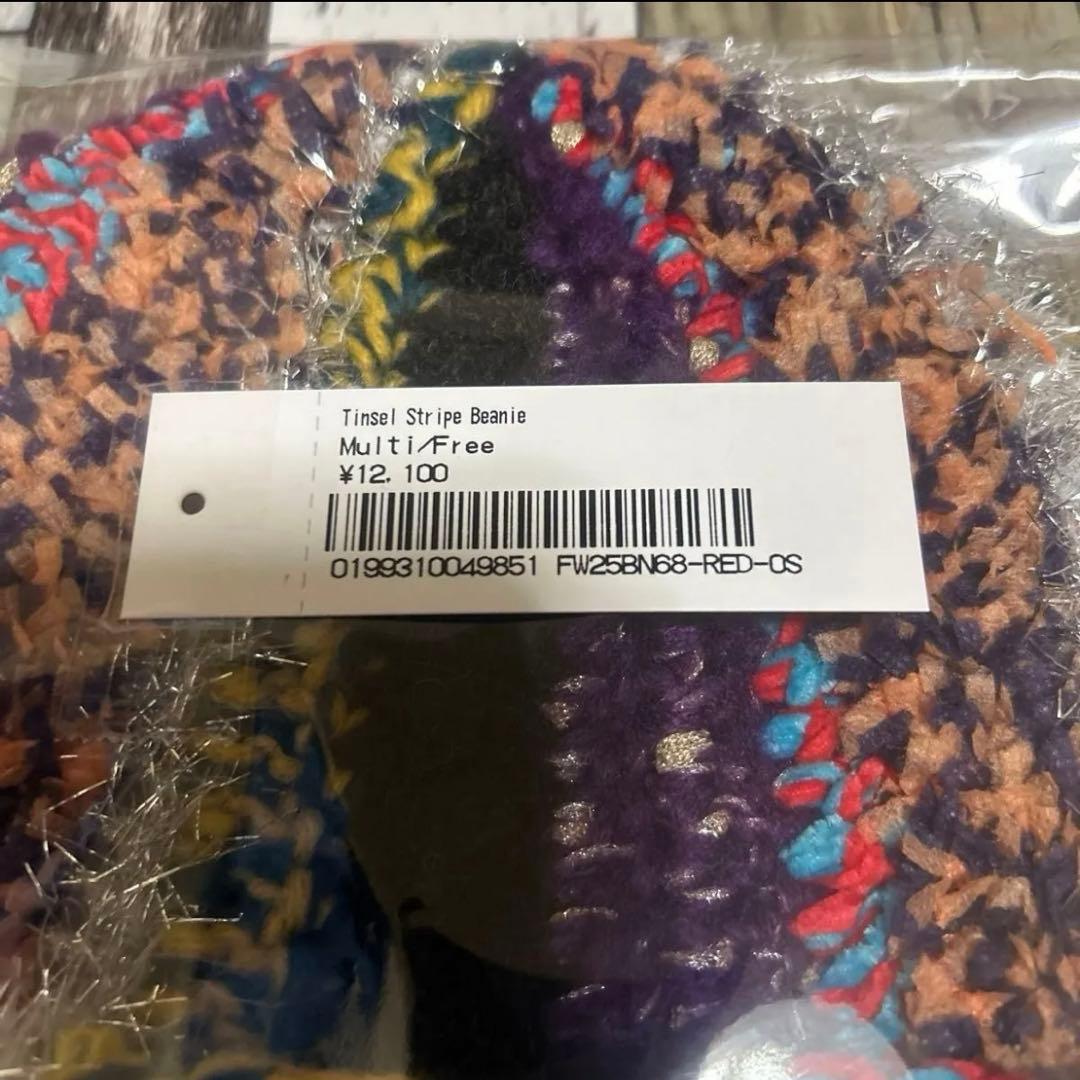 Tinsel Stripe Beanie
Multi/Free
¥12,100
0199310049851 FW25BN68-RED-OS